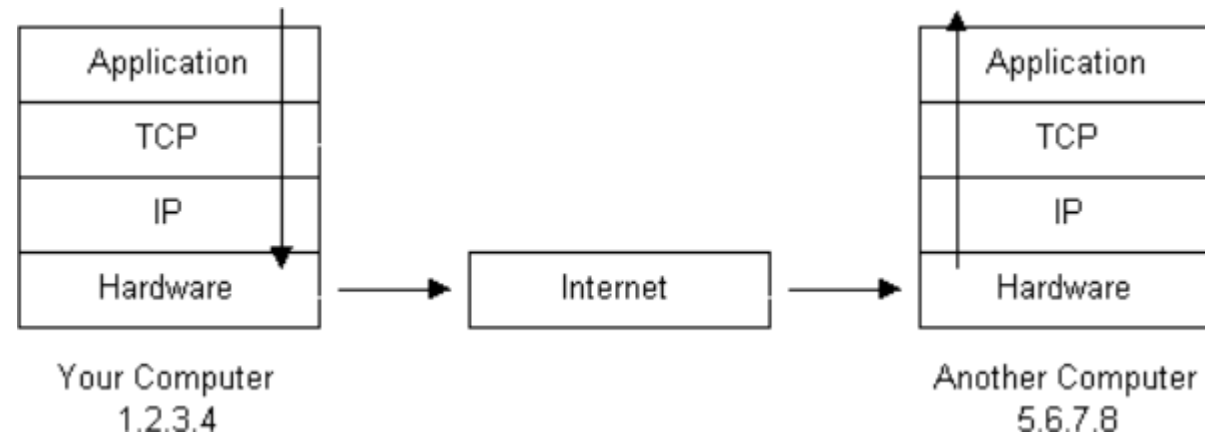 Application
TCP
IP
Hardware
Your Computer
1.2.3.4
Internet
Application
TCP
IP
Hardware
Another Computer
5.6.7.8